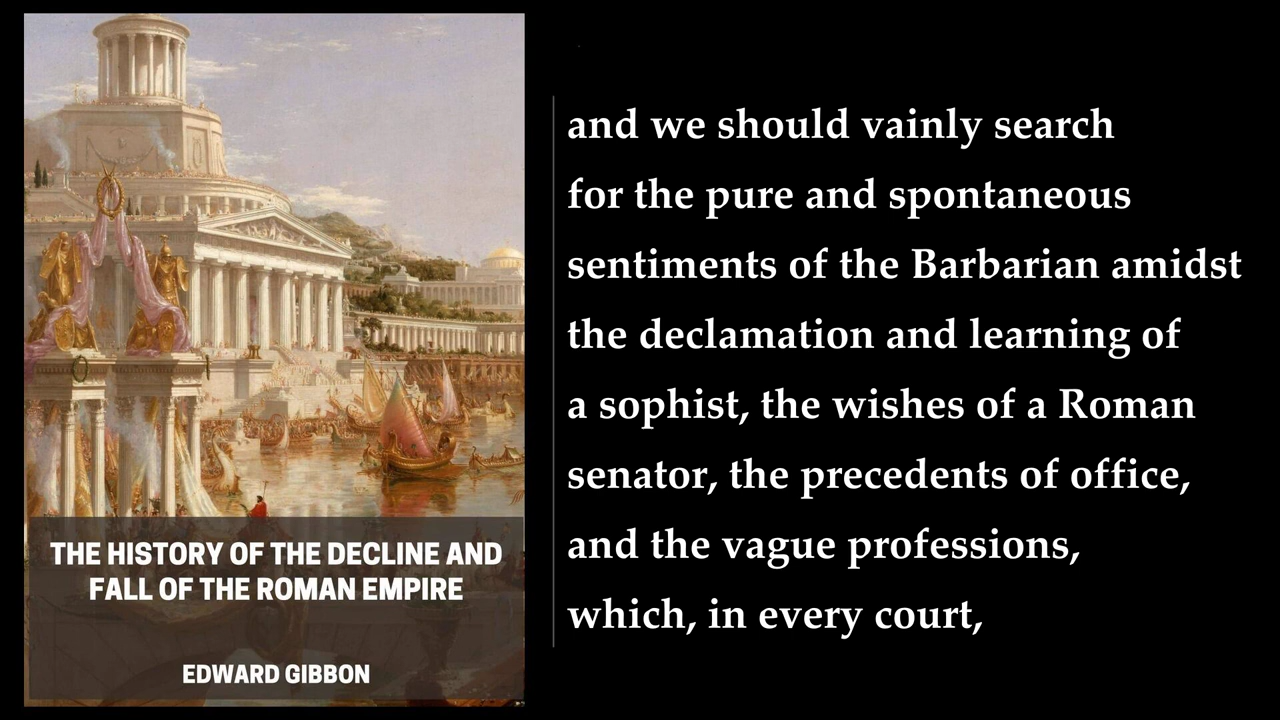 THE HISTORY OF THE DECLINE AND
FALL OF THE ROMAN EMPIRE
EDWARD GIBBON
and we should vainly search
for the pure and spontaneous
sentiments of the Barbarian amidst
the declamation and learning of
a sophist, the wishes of a Roman
senator, the precedents of office,
and the vague professions,
which, in every court,